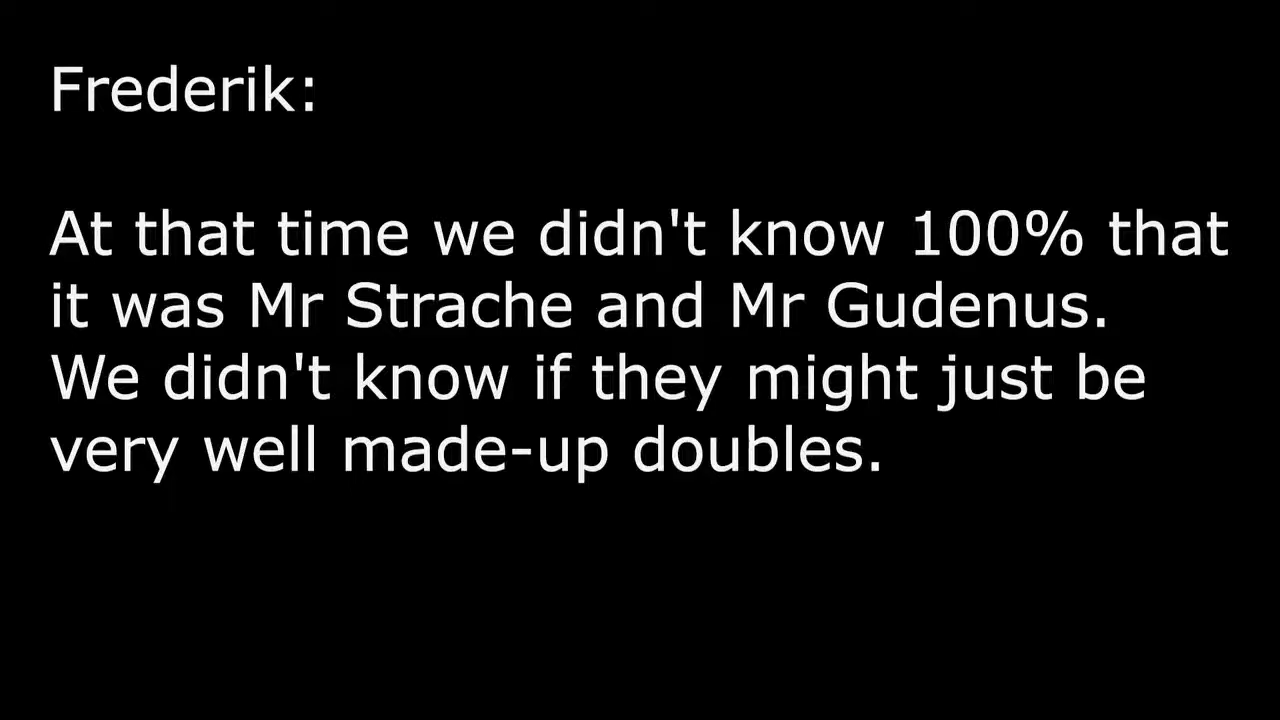 Frederik:
At that time we didn't know 100% that
it was Mr Strache and Mr Gudenus.
We didn't know if they might just be
very well made-up doubles.